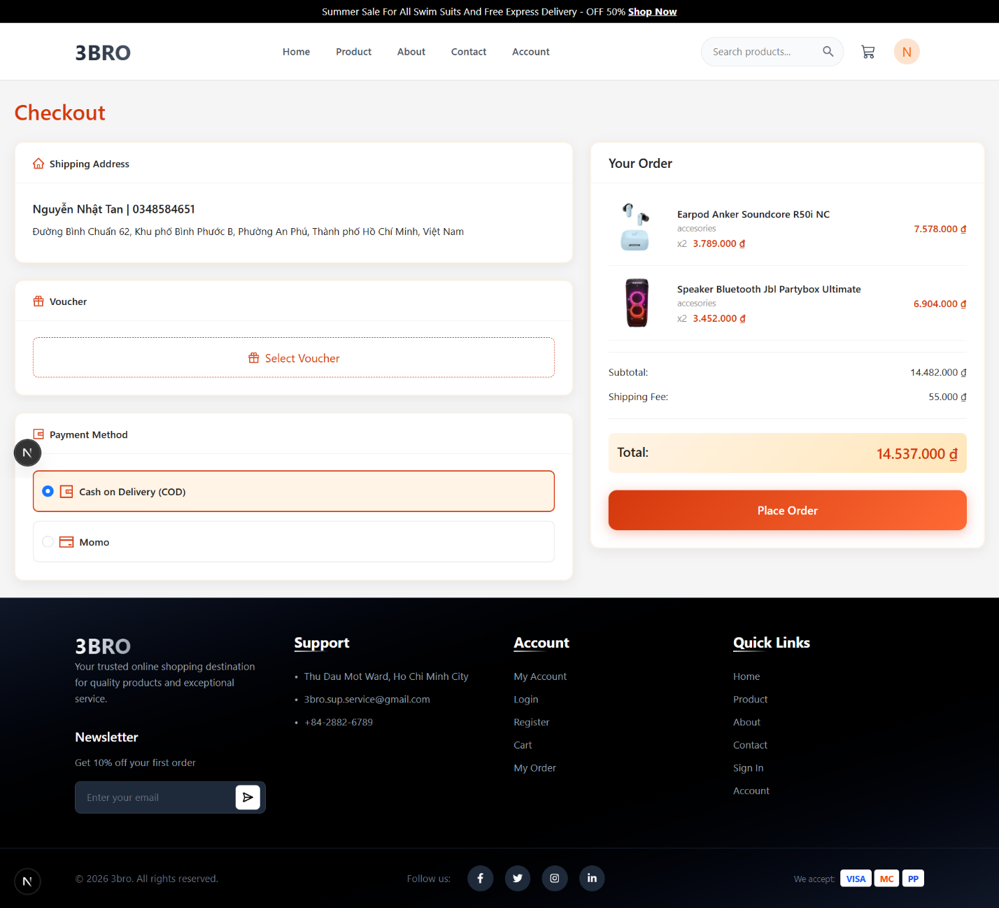 Summer Sale For All Swim Suits And Free Express Delivery - OFF 50% Shop Now
3BRO
Home
Product
About
Contact
Account
Search products...
N
Checkout
Shipping Address
Nguyễn Nhật Tan | 0348584651
Đường Bình Chuẩn 62, Khu phố Bình Phước B, Phường An Phú, Thành phố Hồ Chí Minh, Việt Nam
Voucher
Select Voucher
Payment Method
N
Cash on Delivery (COD)
Momo
Your Order
Earpod Anker Soundcore R50i NC
accesories
x2 3.789.000 ₫
7.578.000 ₫
Speaker Bluetooth Jbl Partybox Ultimate
accesories
x2 3.452.000 ₫
6.904.000 ₫
Subtotal: 14.482.000 ₫
Shipping Fee: 55.000 ₫
Total: 14.537.000 ₫
Place Order
3BRO
Your trusted online shopping destination
for quality products and exceptional
service.
Newsletter
Get 10% off your first order
Enter your email
Support
• Thu Dau Mot Ward, Ho Chi Minh City
• 3bro.sup.service@gmail.com
• +84-2882-6789
Account
My Account
Login
Register
Cart
My Order
Quick Links
Home
Product
About
Contact
Sign In
Account
N
© 2026 3bro. All rights reserved.
Follow us:
We accept: VISA MC PP